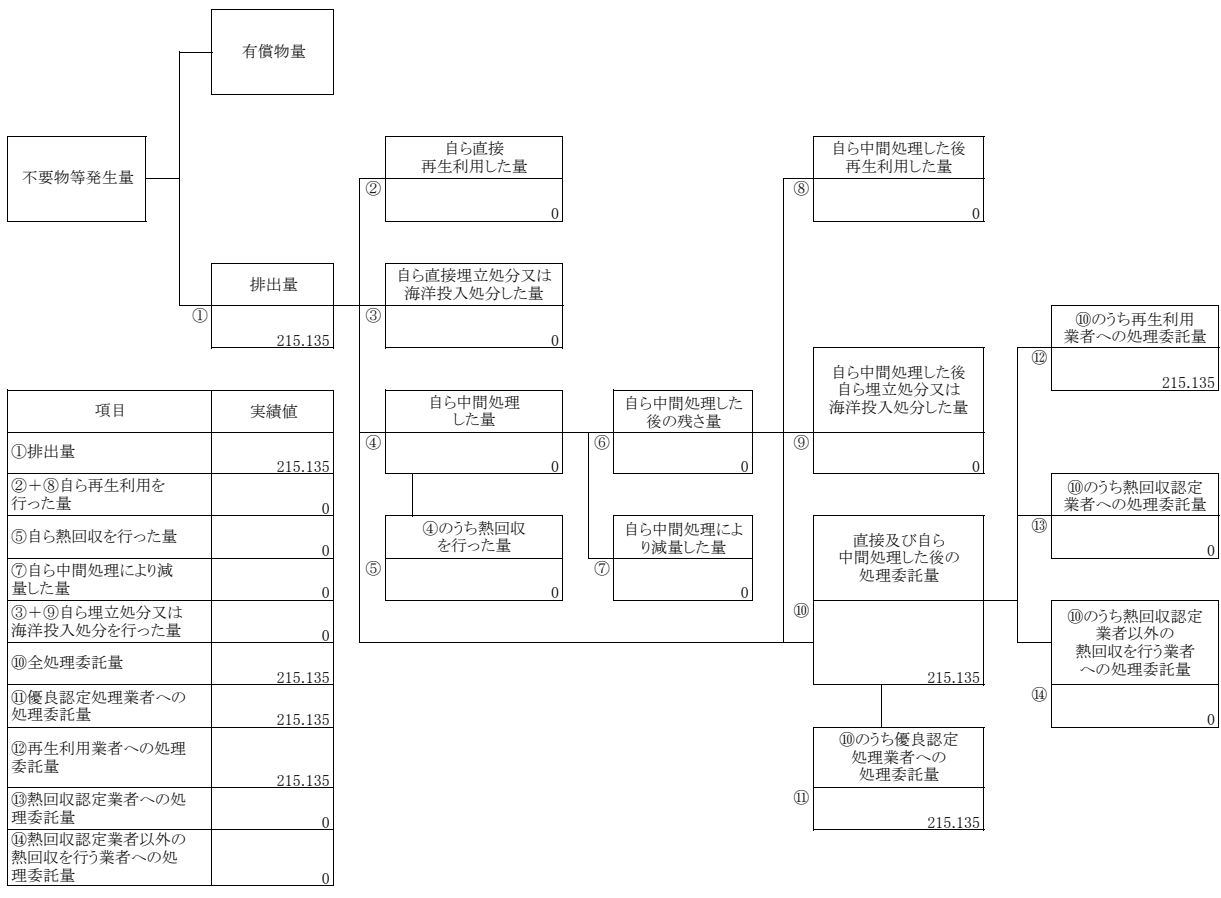 有償物量
不要物等発生量
排出量
①
215.135
自ら直接
再生利用した量
②
0
自ら直接埋立処分又は
海洋投入処分した量
③
0
自ら中間処理
した量
④
0
④のうち熱回収
を行った量
⑤
0
自ら中間処理した
後の残さ量
⑥
0
自ら中間処理によ
り減量した量
⑦
0
自ら中間処理した後
再生利用した量
⑧
0
自ら中間処理した後
自ら埋立処分又は
海洋投入処分した量
⑨
0
直接及び自ら
中間処理した後の
処理委託量
⑩
215.135
⑩のうち優良認定
処理業者への
処理委託量
⑪
215.135
⑩のうち再生利用
業者への処理委託量
⑫
215.135
⑩のうち熱回収認定
業者への処理委託量
⑬
0
⑩のうち熱回収認定
業者以外の
熱回収を行う業者
への処理委託量
⑭
0
項目 実績値
①排出量
215.135
②＋⑧自ら再生利用を
行った量
0
⑤自ら熱回収を行った量
0
⑦自ら中間処理により減
量した量
0
③＋⑨自ら埋立処分又は
海洋投入処分を行った量
0
⑩全処理委託量
215.135
⑪優良認定処理業者への
処理委託量
215.135
⑫再生利用業者への処理
委託量
215.135
⑬熱回収認定業者への処
理委託量
0
⑭熱回収認定業者以外の
熱回収を行う業者への処
理委託量
0